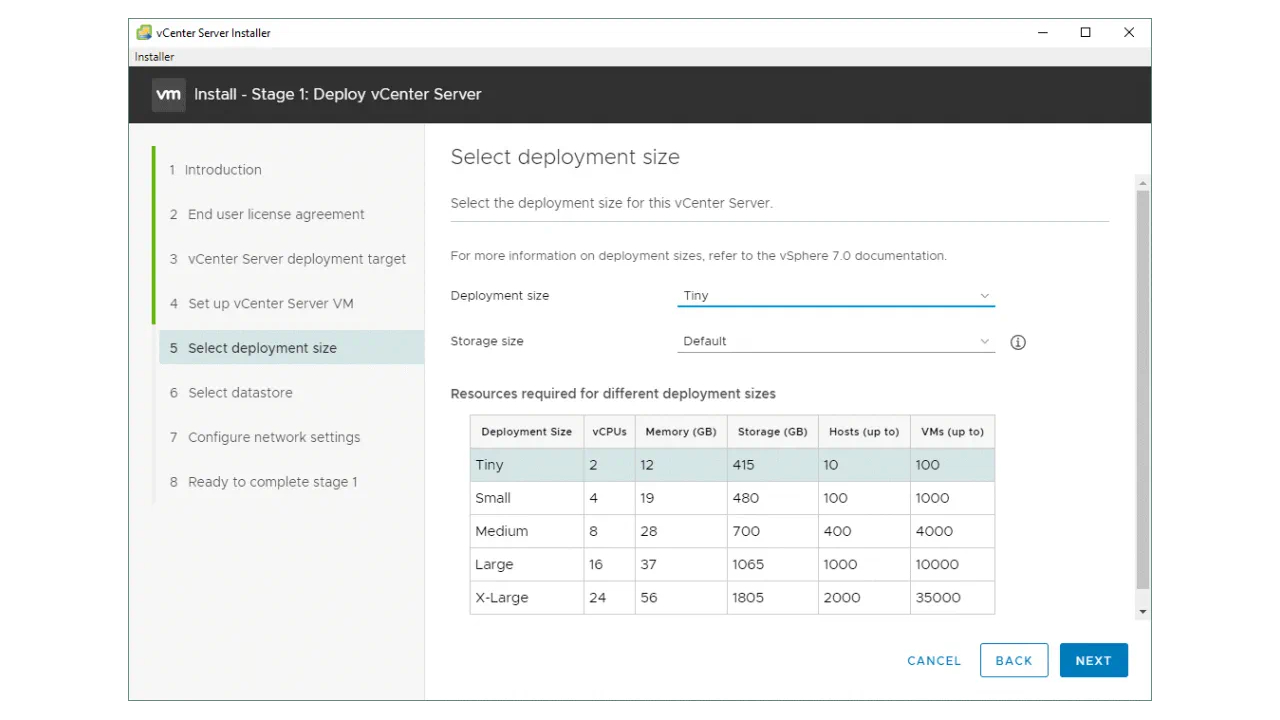 vCenter Server Installer
Installer
vm Install - Stage 1: Deploy vCenter Server
1 Introduction
2 End user license agreement
3 vCenter Server deployment target
4 Set up vCenter Server VM
5 Select deployment size
6 Select datastore
7 Configure network settings
8 Ready to complete stage 1
Select deployment size
Select the deployment size for this vCenter Server.
For more information on deployment sizes, refer to the vSphere 7.0 documentation.
Deployment size Tiny
Storage size Default
Resources required for different deployment sizes
Deployment Size vCPUs Memory (GB) Storage (GB) Hosts (up to) VMs (up to)
Tiny 2 12 415 10 100
Small 4 19 480 100 1000
Medium 8 28 700 400 4000
Large 16 37 1065 1000 10000
X-Large 24 56 1805 2000 35000
CANCEL BACK NEXT